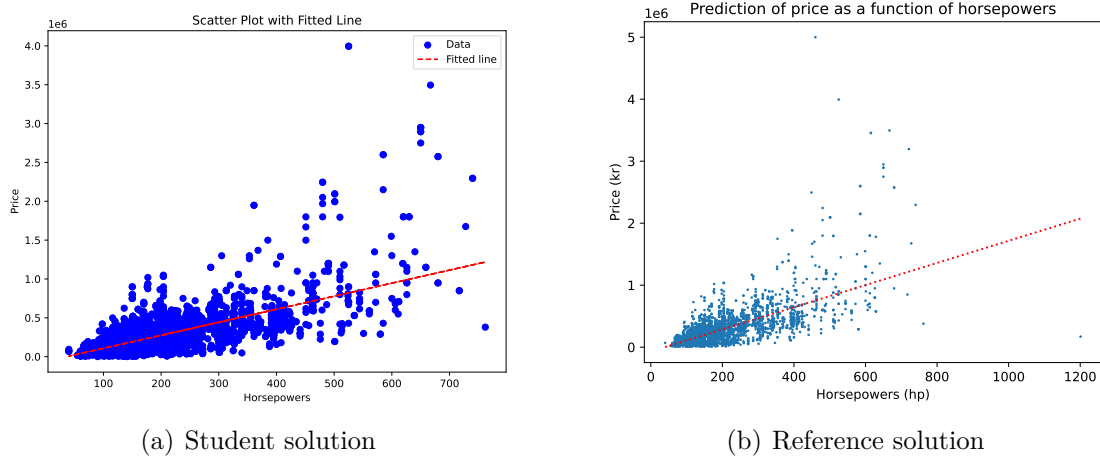 Scatter Plot with Fitted Line
1e6
Data
Fitted line
4.0
3.5
3.0
2.5
2.0
1.5
1.0
0.5
0.0
Price
100 200 300 400 500 600 700
Horsepowers
(a) Student solution
Prediction of price as a function of horsepowers
1e6
5
4
3
2
1
0
Price (kr)
0 200 400 600 800 1000 1200
Horsepowers (hp)
(b) Reference solution